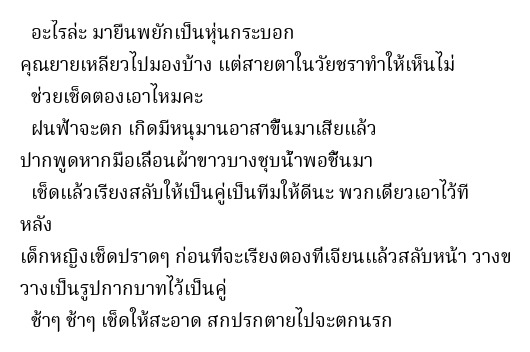 อะไรล่ะ มายืนพยักเป็นหุ่นกระบอก
คุณยายเหลียวไปมองบ้าง แต่สายตาในวัยชราทำให้เห็นไม่
ช่วยเช็ดตองเอาไหมคะ
ฝนฟ้าจะตก เกิดมีหนุมานอาสาขึ้นมาเสียแล้ว
ปากพูดหากมือเลื่อนผ้าขาวบางชุบน้ำพอชื้นมา
เช็ดแล้วเรียงสลับให้เป็นคู่เป็นทีมให้ดีนะ พวกเดียวเอาไว้ที
หลัง
เด็กหญิงเช็ดปราดๆ ก่อนที่จะเรียงตองที่เจียนแล้วสลับหน้า วางข
วางเป็นรูปกากบาทไว้เป็นคู่
ช้าๆ ช้าๆ เช็ดให้สะอาด สกปรกตายไปจะตกนรก